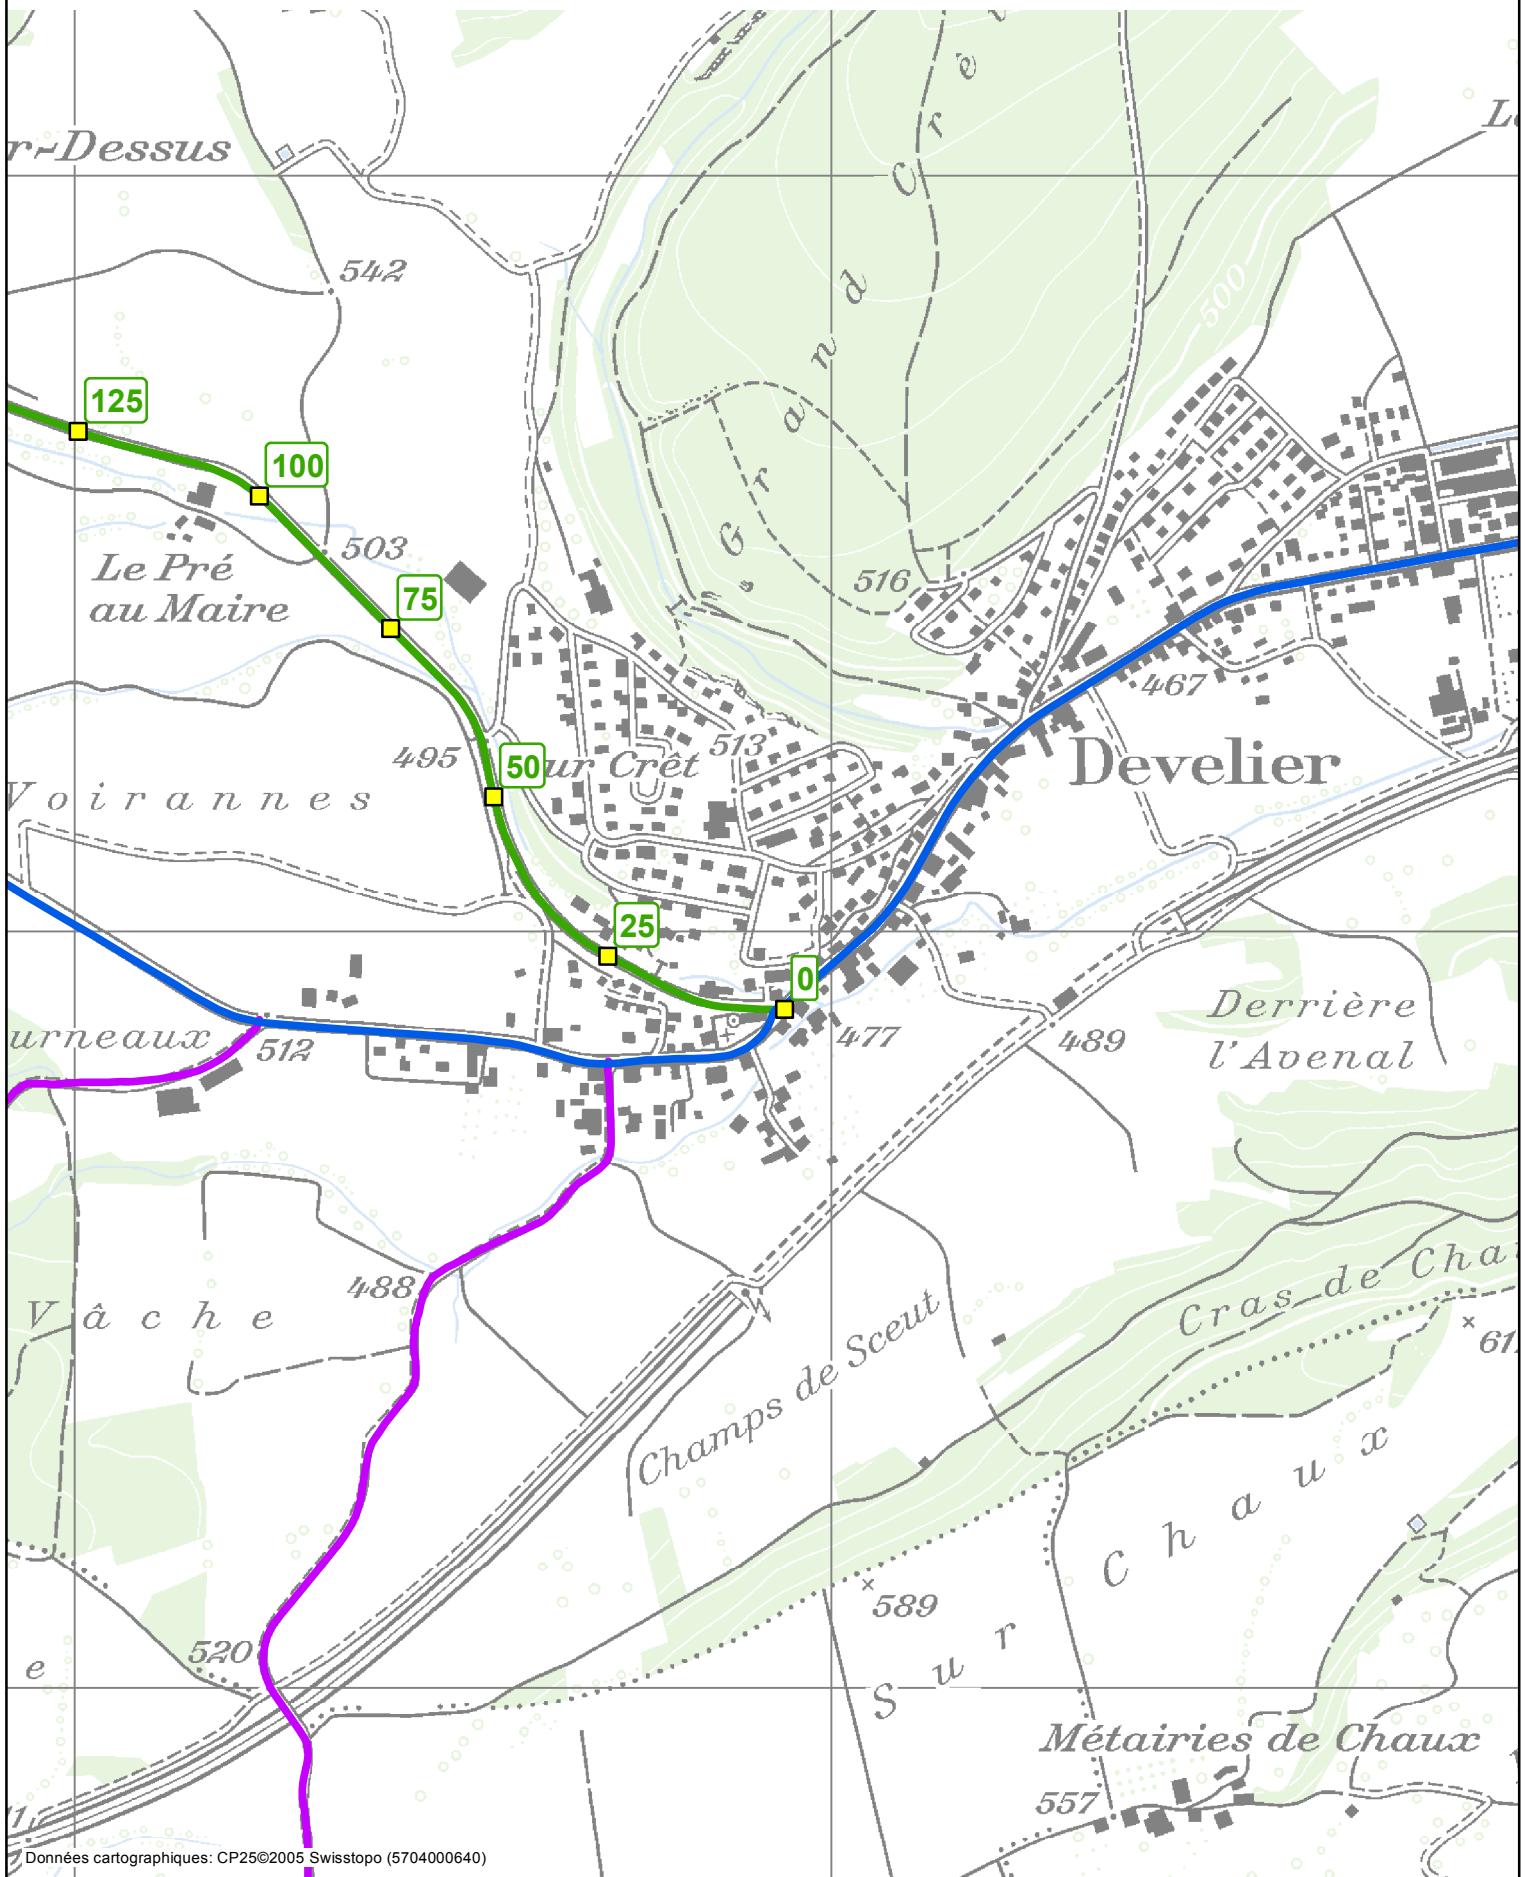 r-Dessus
Grand Crêt
542
500
125
100
503
Le Pré
au Maire
75
516
467
495
50
ur Crêt
513
Develier
Voirannes
25
0
urneaux
512
477
489
Derrière
l'Avenal
488
Vâche
Champs de Sceut
Cras de Cha
61
Sur Chaux
589
520
e
Métairies de Chaux
557
Données cartographiques: CP25©2005 Swisstopo (5704000640)